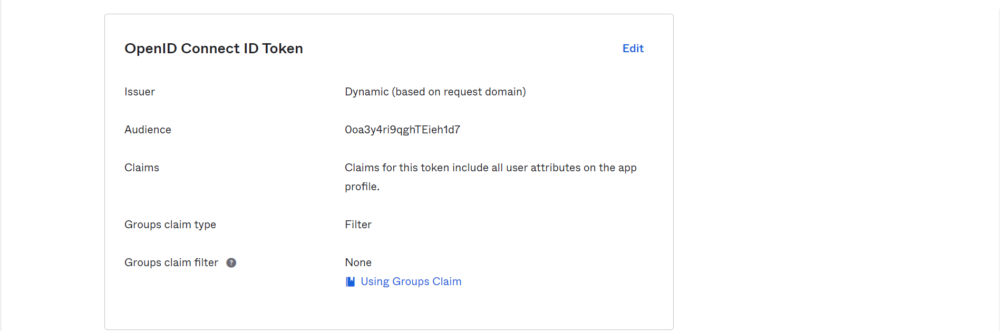 OpenID Connect ID Token
Edit
Issuer
Dynamic (based on request domain)
Audience
0oa3y4ri9qghTEieh1d7
Claims
Claims for this token include all user attributes on the app
profile.
Groups claim type
Filter
Groups claim filter ?
None
Using Groups Claim